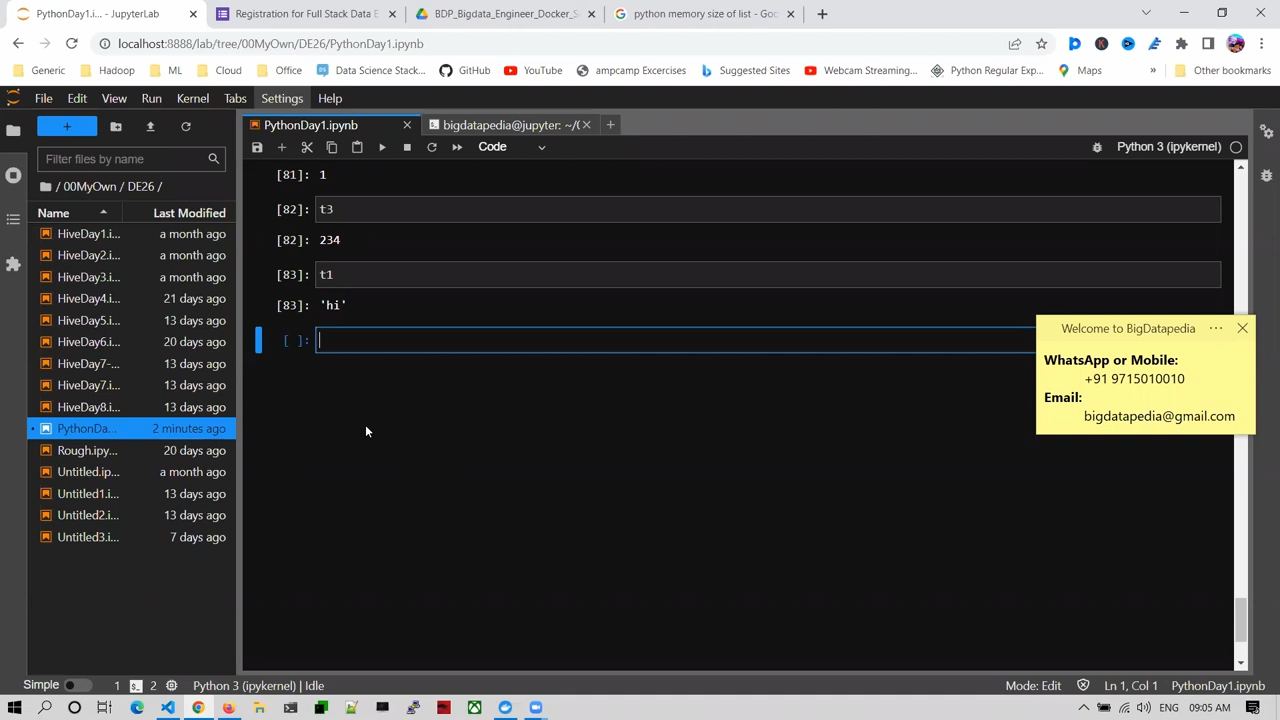 PythonDay1.i... - JupyterLab
Registration for Full Stack Data E
BDP_Bigdata_Engineer_Docker_S
python memory size of list - Goo
localhost:8888/lab/tree/00MyOwn/DE26/PythonDay1.ipynb
Generic
Hadoop
ML
Cloud
Office
Data Science Stack...
GitHub
YouTube
ampcamp Excercises
Suggested Sites
Webcam Streaming...
Python Regular Exp...
Maps
»
Other bookmarks
File Edit View Run Kernel Tabs Settings Help
PythonDay1.ipynb
bigdatapedia@jupyter: ~/(
Code
Python 3 (ipykernel)
Filter files by name
/ 00MyOwn / DE26 /
Name Last Modified
HiveDay1.i... a month ago
HiveDay2.i... a month ago
HiveDay3.i... a month ago
HiveDay4.i... 21 days ago
HiveDay5.i... 13 days ago
HiveDay6.i... 20 days ago
HiveDay7-... 13 days ago
HiveDay7.i... 13 days ago
HiveDay8.i... 13 days ago
PythonDa... 2 minutes ago
Rough.ipy... 20 days ago
Untitled.ip... a month ago
Untitled1.i... 13 days ago
Untitled2.i... 13 days ago
Untitled3.i... 7 days ago
[81]: 1
[82]: t3
[82]: 234
[83]: t1
[83]: 'hi'
[ ]:
Welcome to BigDatapedia
WhatsApp or Mobile:
+91 9715010010
Email:
bigdatapedia@gmail.com
Simple 1 2 Python 3 (ipykernel) | Idle
Mode: Edit Ln 1, Col 1 PythonDay1.ipynb
ENG 09:05 AM